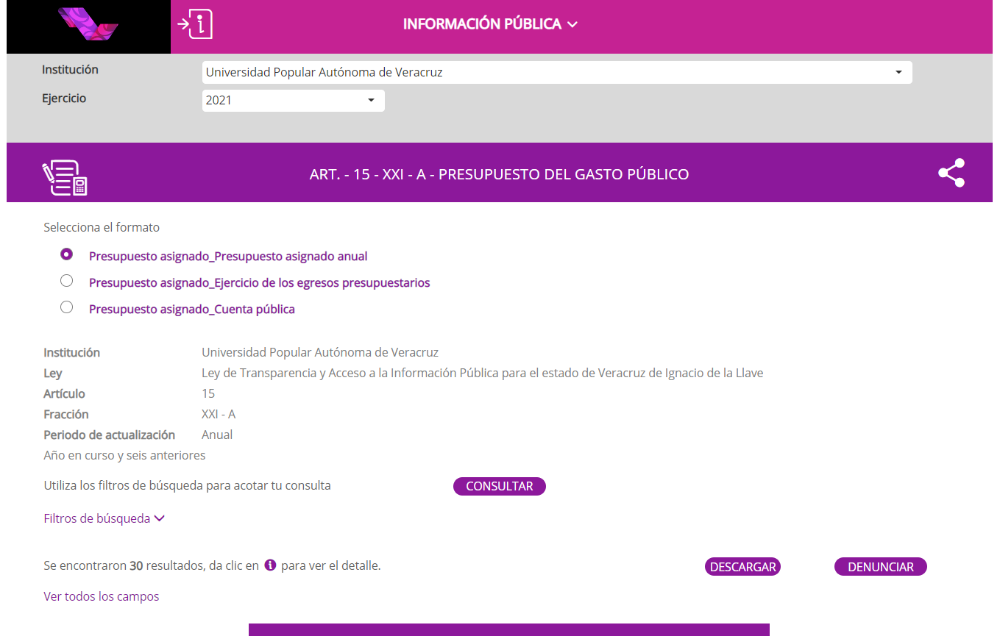 INFORMACIÓN PÚBLICA
Institución
Universidad Popular Autónoma de Veracruz
Ejercicio
2021
ART. - 15 - XXI - A - PRESUPUESTO DEL GASTO PÚBLICO
Selecciona el formato
Presupuesto asignado_Presupuesto asignado anual
Presupuesto asignado_Ejercicio de los egresos presupuestarios
Presupuesto asignado_Cuenta pública
Institución Universidad Popular Autónoma de Veracruz
Ley Ley de Transparencia y Acceso a la Información Pública para el estado de Veracruz de Ignacio de la Llave
Artículo 15
Fracción XXI - A
Periodo de actualización Anual
Año en curso y seis anteriores
Utiliza los filtros de búsqueda para acotar tu consulta CONSULTAR
Filtros de búsqueda
Se encontraron 30 resultados, da clic en i para ver el detalle. DESCARGAR DENUNCIAR
Ver todos los campos